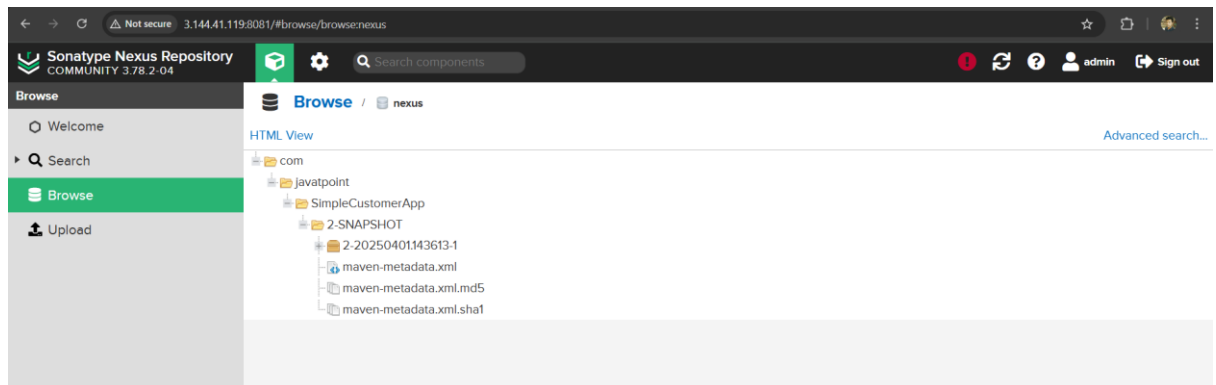 Not secure 3.144.41.119:8081/#browse/browse:nexus
Sonatype Nexus Repository
COMMUNITY 3.78.2-04
Search components
admin
Sign out
Browse
Browse / nexus
Welcome
HTML View
Advanced search...
Search
com
javatpoint
Browse
SimpleCustomerApp
2-SNAPSHOT
Upload
2-20250401.143613-1
maven-metadata.xml
maven-metadata.xml.md5
maven-metadata.xml.sha1